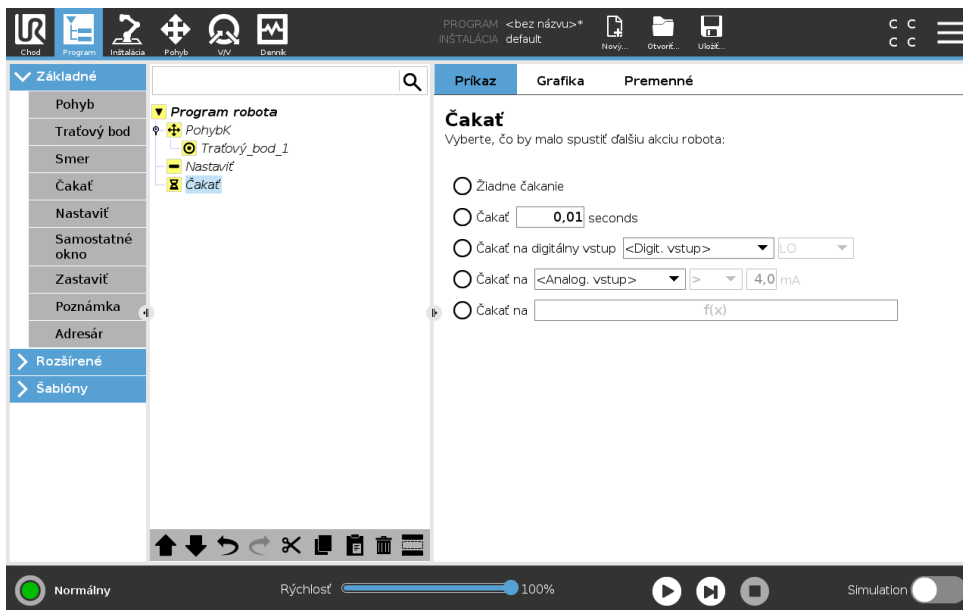 UR
Chod
Program
Inštalácia
Pohyb
V/V
Denník
PROGRAM <bez názvu>*
INŠTALÁCIA default
Nový...
Otvoriť...
Uložiť...
C C
C C
Základné
Pohyb
Traťový bod
Smer
Čakať
Nastaviť
Samostatné
okno
Zastaviť
Poznámka
Adresár
Rozšírené
Šablóny
Program robota
PohybK
Traťový_bod_1
Nastaviť
Čakať
Príkaz Grafika Premenné
Čakať
Vyberte, čo by malo spustiť ďalšiu akciu robota:
Žiadne čakanie
Čakať 0,01 seconds
Čakať na digitálny vstup <Digit. vstup> LO
Čakať na <Analog. vstup> > 4,0 mA
Čakať na f(x)
Normálny
Rýchlosť 100%
Simulation